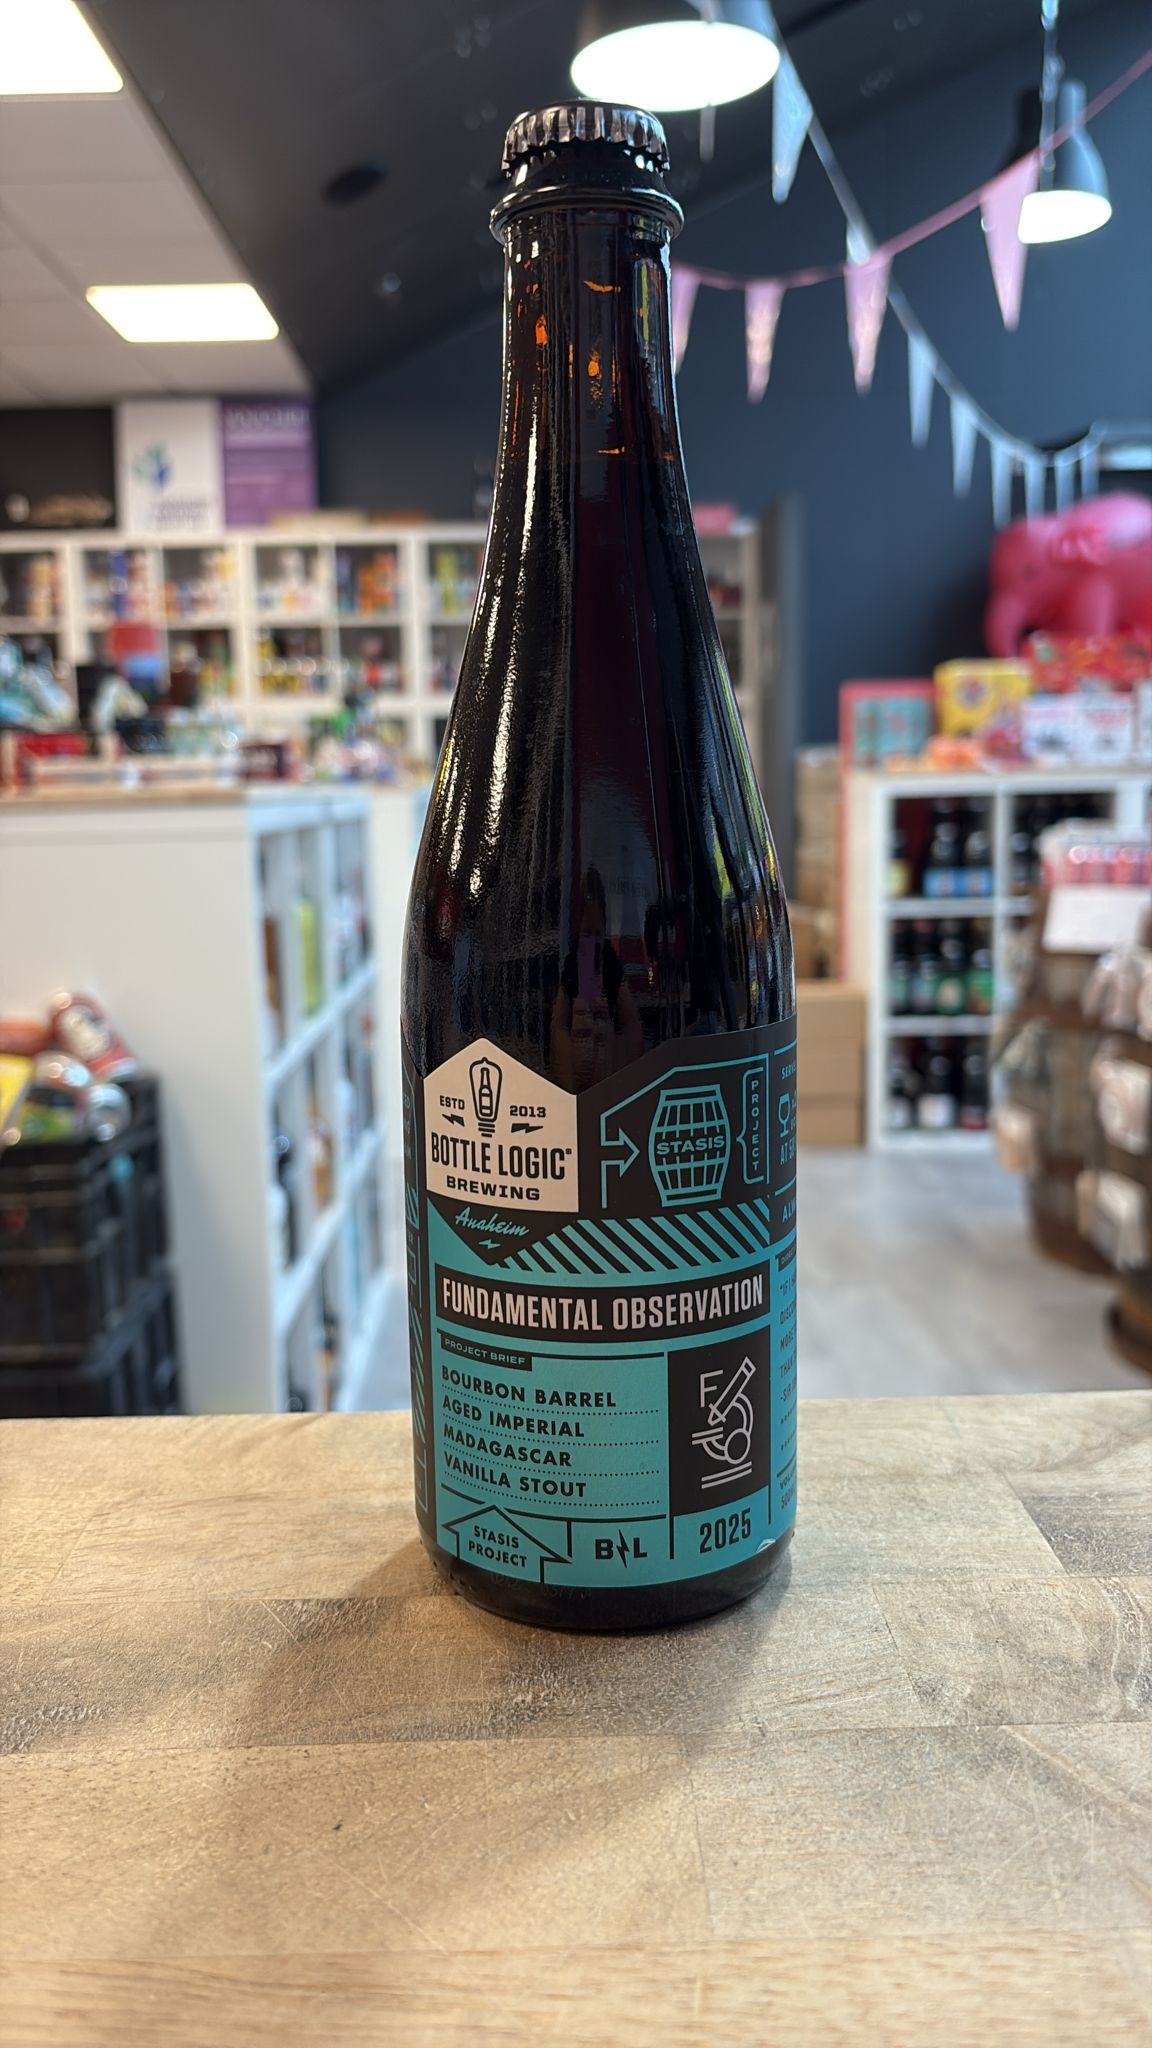 ESTD 2013
BOTTLE LOGIC®
BREWING
Anaheim
STASIS
PROJECT
FUNDAMENTAL OBSERVATION
PROJECT BRIEF
BOURBON BARREL
AGED IMPERIAL
MADAGASCAR
VANILLA STOUT
F
STASIS
PROJECT
B L
2025